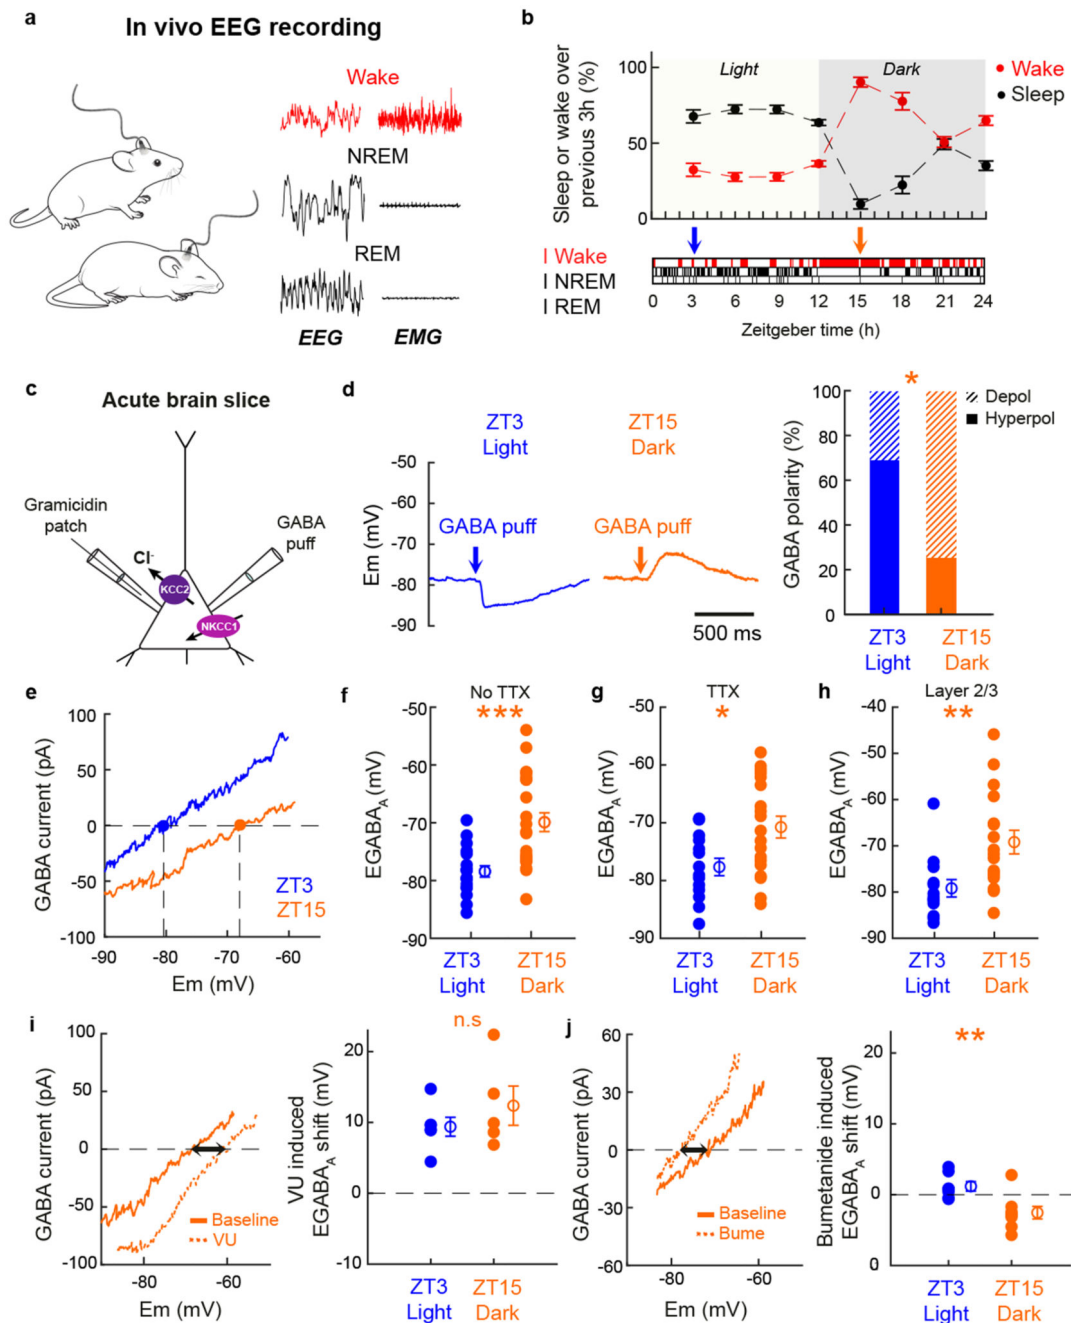 a
In vivo EEG recording
Wake
NREM
REM
EEG EMG
b
Sleep or wake over
previous 3h (%)
100
50
0
Light
Dark
Wake
Sleep
I Wake
I NREM
I REM
0 3 6 9 12 15 18 21 24
Zeitgeber time (h)
c
Acute brain slice
Gramicidin
patch
GABA
puff
Cl-
KCC2
NKCC1
d
ZT3
Light
ZT15
Dark
Em (mV)
-50
-60
-70
-80
-90
GABA puff
GABA puff
500 ms
*
GABA polarity (%)
100
80
60
40
20
0
Depol
Hyperpol
ZT3
Light
ZT15
Dark
e
GABA current (pA)
100
50
0
-50
-100
ZT3
ZT15
-90 -80 -70 -60
Em (mV)
f
No TTX
***
EGABAA (mV)
-50
-70
-80
-90
ZT3
Light
ZT15
Dark
g
TTX
*
EGABAA (mV)
-50
-60
-70
-80
-90
ZT3
Light
ZT15
Dark
h
Layer 2/3
**
EGABAA (mV)
-40
-50
-60
-70
-80
-90
ZT3
Light
ZT15
Dark
i
GABA current (pA)
100
50
0
-50
-100
Baseline
VU
-80 -60
Em (mV)
n.s
VU induced
EGABAA shift (mV)
20
10
0
-10
ZT3
Light
ZT15
Dark
j
GABA current (pA)
60
30
0
-30
-60
Baseline
Bume
-80 -60
Em (mV)
**
Bumetanide induced
EGABAA shift (mV)
20
0
0
ZT3
Light
ZT15
Dark